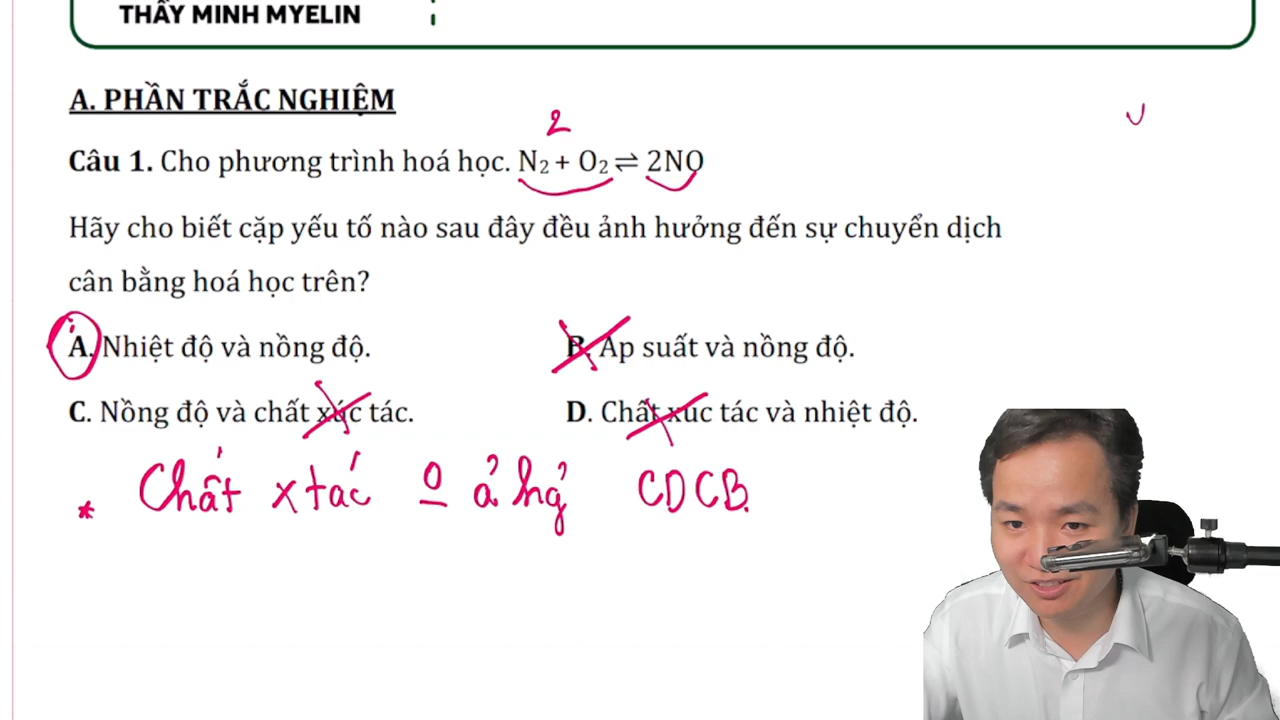 THẦY MINH MYELIN
A. PHẦN TRẮC NGHIỆM
2
Câu 1. Cho phương trình hoá học. N₂ + O₂ ⇌ 2NO
Hãy cho biết cặp yếu tố nào sau đây đều ảnh hưởng đến sự chuyển dịch
cân bằng hoá học trên?
A. Nhiệt độ và nồng độ. B. Áp suất và nồng độ.
C. Nồng độ và chất xúc tác. D. Chất xúc tác và nhiệt độ.
* Chất x tác o ả hg̉ CDCB.